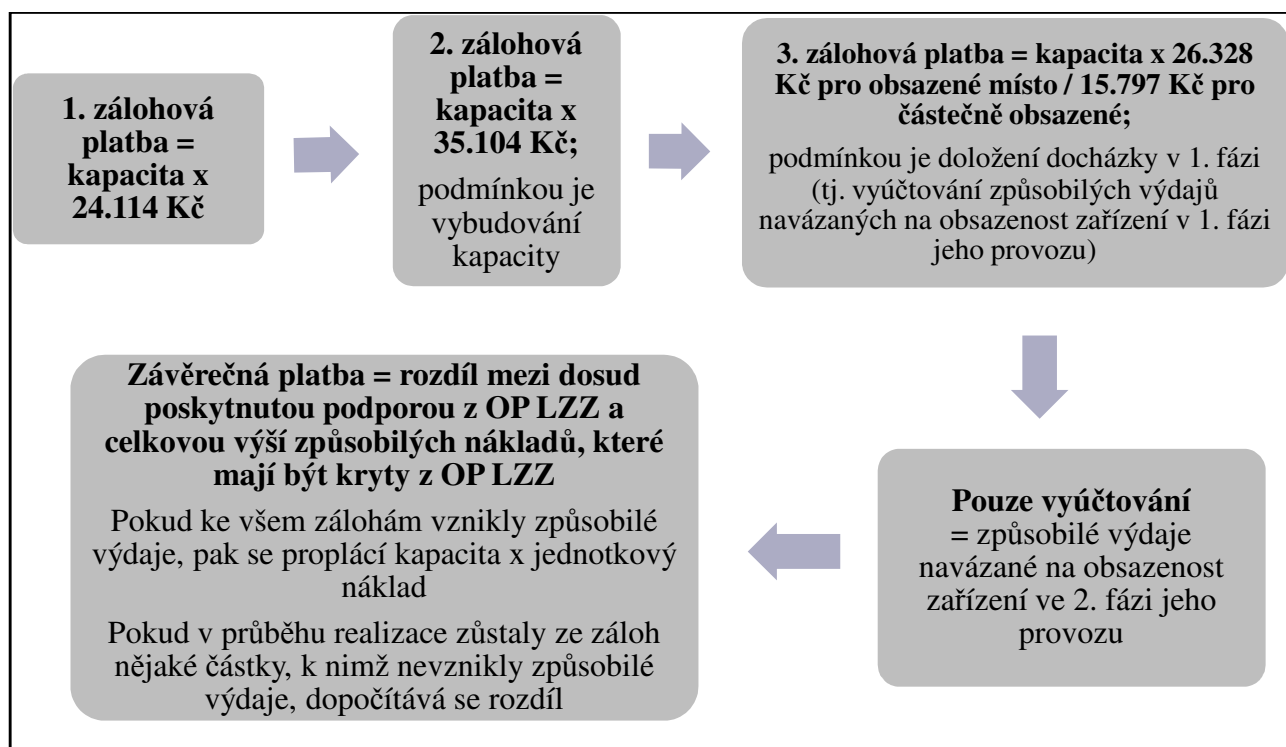 1. zálohová
platba =
kapacita x
24.114 Kč
2. zálohová
platba =
kapacita x
35.104 Kč;
podmínkou je
vybudování
kapacity
3. zálohová platba = kapacita x 26.328
Kč pro obsazené místo / 15.797 Kč pro
částečně obsazené;
podmínkou je doložení docházky v 1. fázi
(tj. vyúčtování způsobilých výdajů
navázaných na obsazenost zařízení v 1. fázi
jeho provozu)
Pouze vyúčtování
= způsobilé výdaje
navázané na obsazenost
zařízení ve 2. fázi jeho
provozu
Závěrečná platba = rozdíl mezi dosud
poskytnutou podporou z OP LZZ a
celkovou výší způsobilých nákladů, které
mají být kryty z OP LZZ
Pokud ke všem zálohám vznikly způsobilé
výdaje, pak se proplácí kapacita x jednotkový
náklad
Pokud v průběhu realizace zůstaly ze záloh
nějaké částky, k nimž nevznikly způsobilé
výdaje, dopočítává se rozdíl